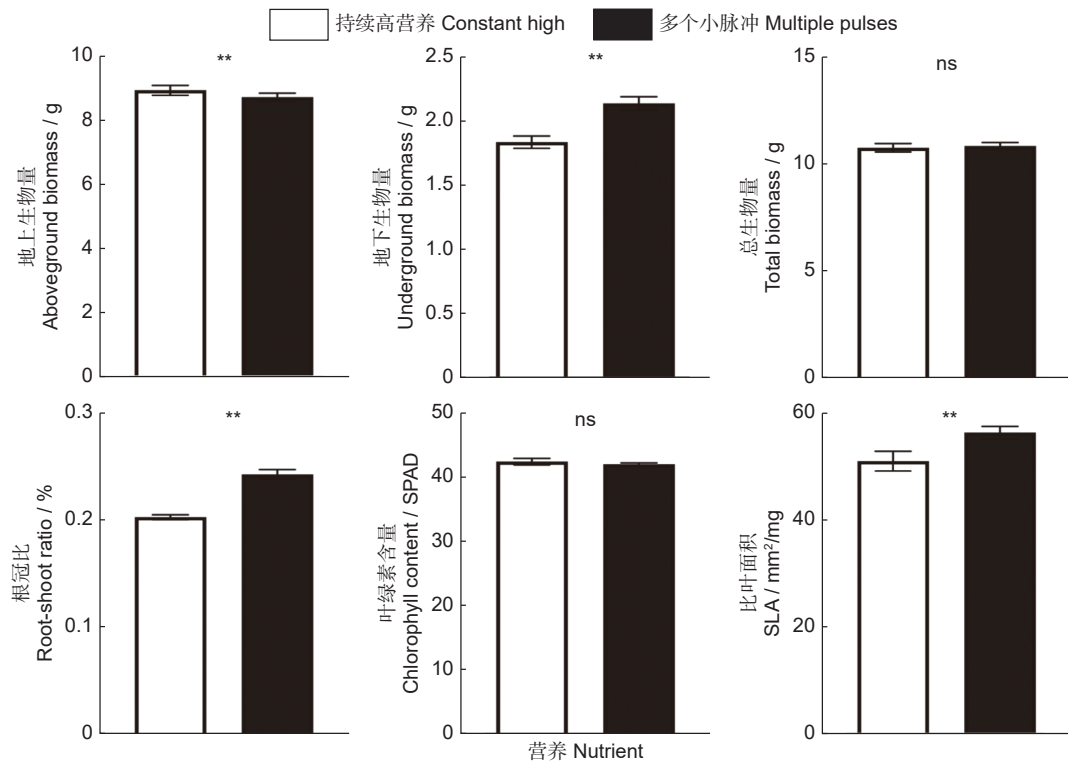 持续高营养 Constant high
多个小脉冲 Multiple pulses
地上生物量
Aboveground biomass / g
10
8
6
4
2
0
**
地下生物量
Underground biomass / g
2.5
2.0
1.5
1.0
0.5
0
**
总生物量
Total biomass / g
15
10
5
0
ns
根冠比
Root-shoot ratio / %
0.3
0.2
0.1
0
**
叶绿素含量
Chlorophyll content / SPAD
50
40
30
20
10
0
ns
比叶面积
SLA / mm²/mg
60
60
20
0
**
营养 Nutrient